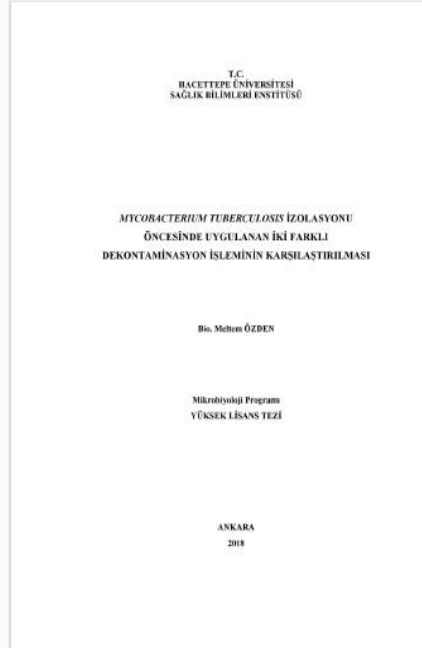 T.C.
HACETTEPE ÜNİVERSİTESİ
SAĞLIK BİLİMLERİ ENSTİTÜSÜ
MYCOBACTERIUM TUBERCULOSIS İZOLASYONU
ÖNCESİNDE UYGULANAN İKİ FARKLI
DEKONTAMİNASYON İŞLEMİNİN KARŞILAŞTIRILMASI
Bio. Meltem ÖZDEN
Mikrobiyoloji Programı
YÜKSEK LİSANS TEZİ
ANKARA
2018